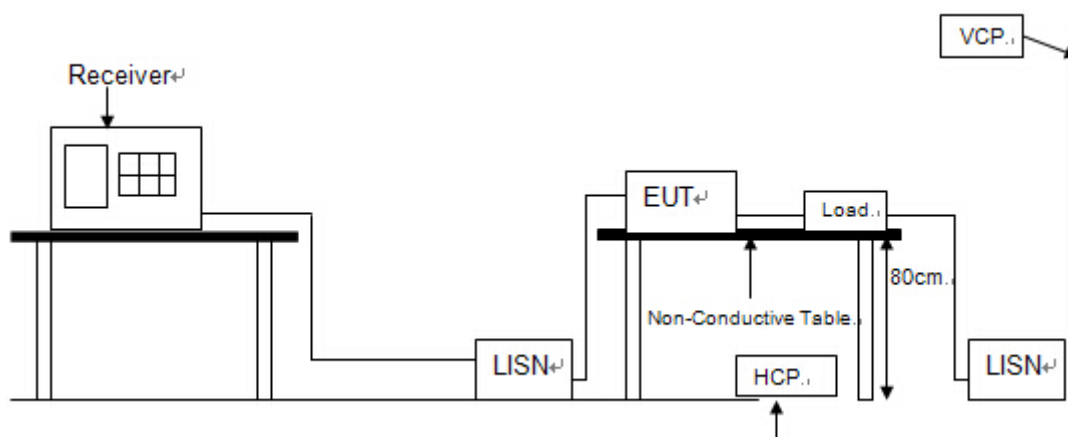 VCP.
Receiver↵
EUT↵
Load.
80cm.
Non-Conductive Table.
LISN↵
HCP.
LISN↵